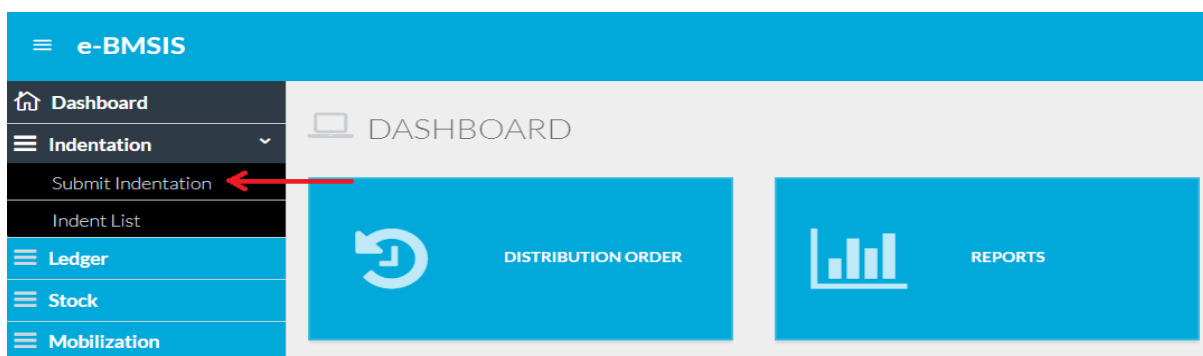 e-BMSIS
Dashboard
Indentation
Submit Indentation
Indent List
Ledger
Stock
Mobilization
DASHBOARD
DISTRIBUTION ORDER
REPORTS